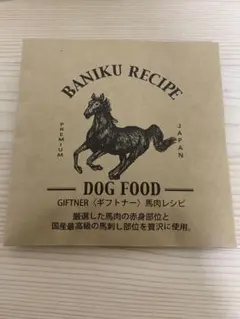 BANIKU RECIPE
PREMIUM
JAPAN
DOG FOOD
GIFTNER〈ギフトナー〉馬肉レシピ
厳選した馬肉の赤身部位と
国産最高級の馬刺し部位を贅沢に使用。